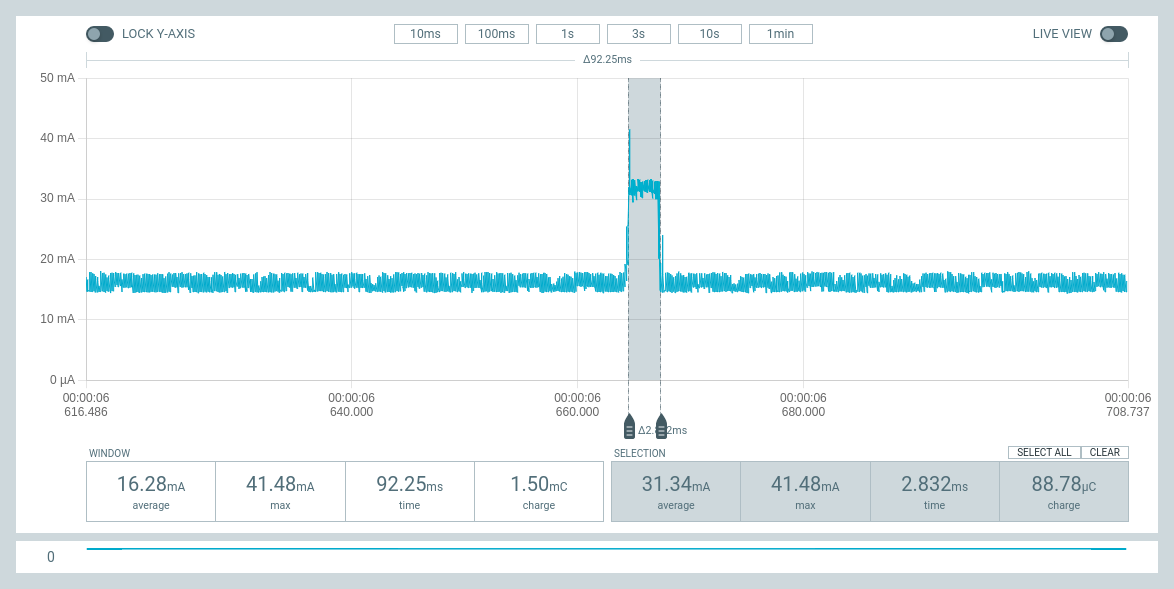 LOCK Y-AXIS 10ms 100ms 1s 3s 10s 1min LIVE VIEW
Δ92.25ms
50 mA
40 mA
30 mA
20 mA
10 mA
0 µA
00:00:06 00:00:06 00:00:06 00:00:06 00:00:06
616.486 640.000 660.000 680.000 708.737
WINDOW SELECTION SELECT ALL CLEAR
16.28mA 41.48mA 92.25ms 1.50mC 31.34mA 41.48mA 2.832ms 88.78µC
average max time charge average max time charge
0